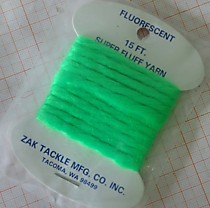 FLUORESCENT
15 FT.
SUPER FLUFF YARN
ZAK TACKLE MFG. CO. INC.
TACOMA, WA 98499